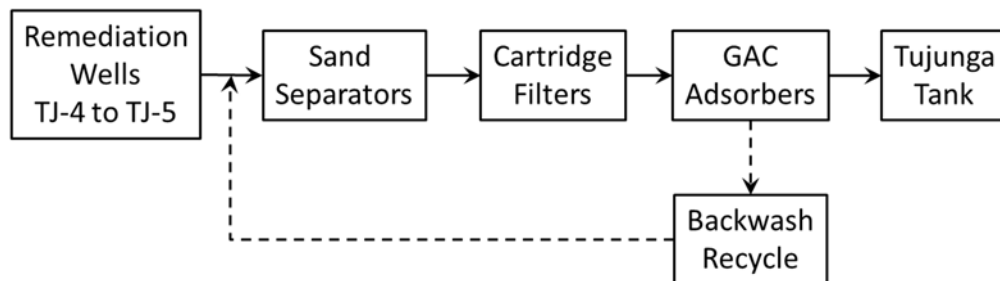 Remediation
Wells
TJ-4 to TJ-5
Sand
Separators
Cartridge
Filters
GAC
Adsorbers
Tujunga
Tank
Backwash
Recycle